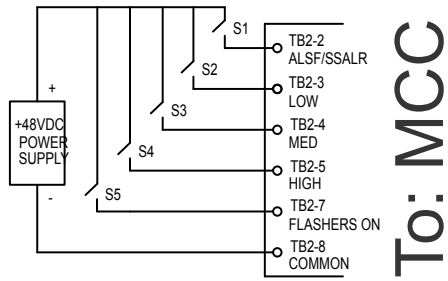 S1
TB2-2
ALSF/SSALR
S2
TB2-3
LOW
+
S3
+48VDC
POWER
SUPPLY
TB2-4
MED
S4
TB2-5
HIGH
-
S5
TB2-7
FLASHERS ON
TB2-8
COMMON
To: MCC